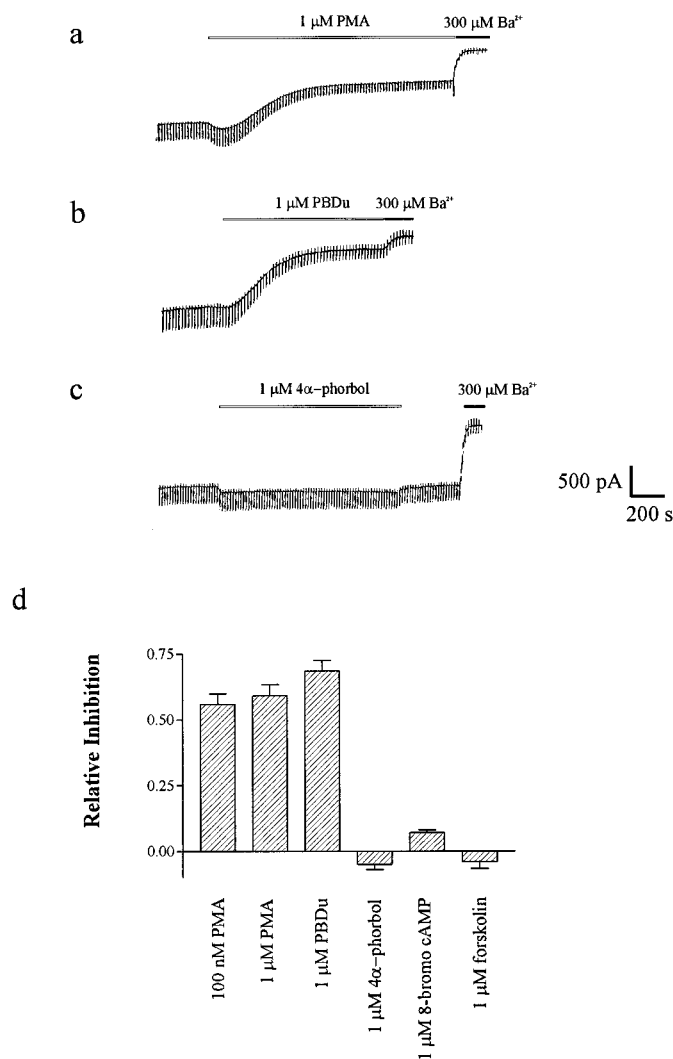 a
1 μM PMA
300 μM Ba²⁺
b
1 μM PBDu
300 μM Ba²⁺
c
1 μM 4α−phorbol
300 μM Ba²⁺
500 pA
200 s
d
Relative Inhibition
0.75
0.50
0.25
0.00
100 nM PMA
1 μM PMA
1 μM PBDu
1 μM 4α−phorbol
1 μM 8-bromo cAMP
1 μM forskolin